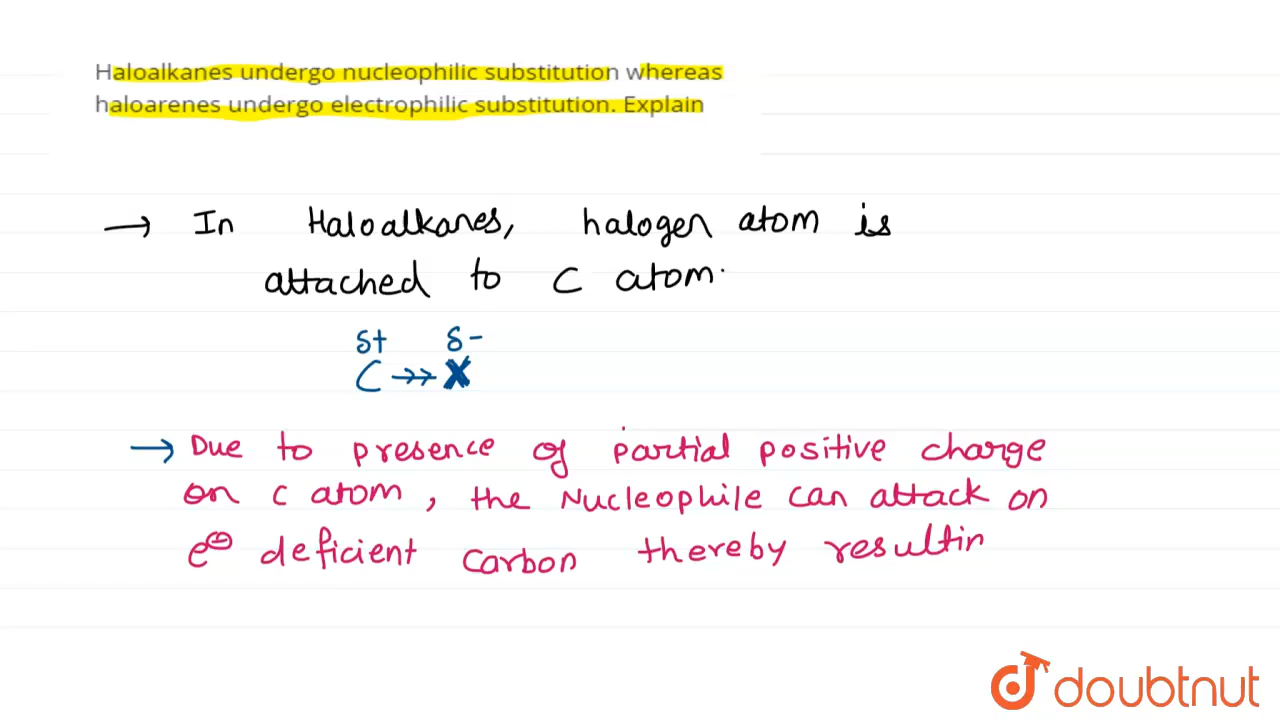 Haloalkanes undergo nucleophilic substitution whereas
haloarenes undergo electrophilic substitution. Explain
→ In Haloalkanes, halogen atom is
attached to C atom.
δ+ δ-
C →→ X
→ Due to presence of partial positive charge
on C atom, the Nucleophile can attack on
e⊖ deficient carbon thereby resultin
doubtnut